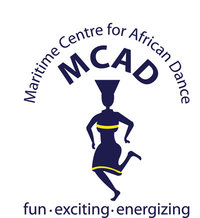 Maritime Centre for African Dance
MCAD
fun·exciting·energizing